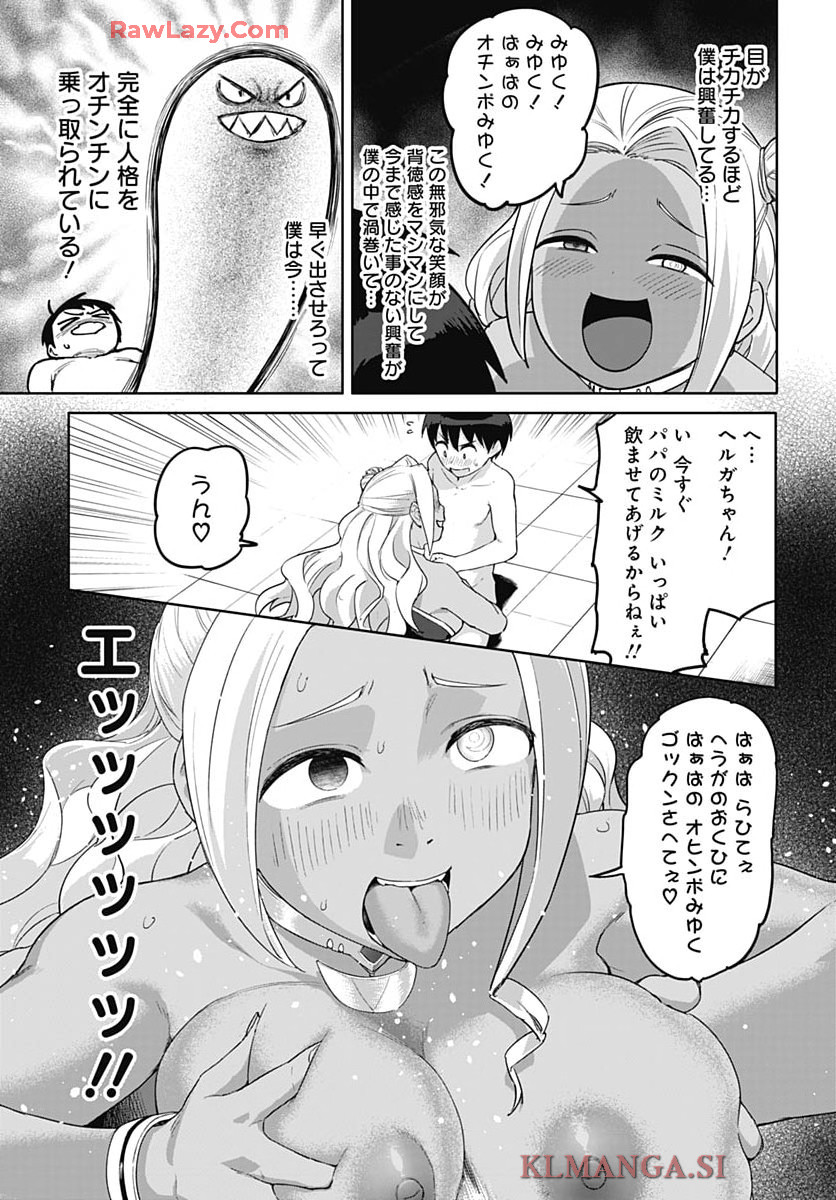 RawLazy.Com
目が
チカチカするほど
僕は興奮してる…
みゆく!
みゆく!
はぁはの
オチンポみゆく!
この無邪気な笑顔が
背徳感をマシマシにして
今まで感じた事のない興奮が
僕の中で渦巻いて…
早く出させろって
僕は今……
完全に人格を
オチンチンに
乗っ取られている!
へ…
ヘルガちゃん!
い 今すぐ
パパのミルク いっぱい
飲ませてあげるからねぇ!!
うん♡
はぁは らひてぇ
へうがのおくひに
はぁはの オヒンポみゆく
ゴックンさへてぇ♡
エッッッッッッ!!
KLMANGA.SI